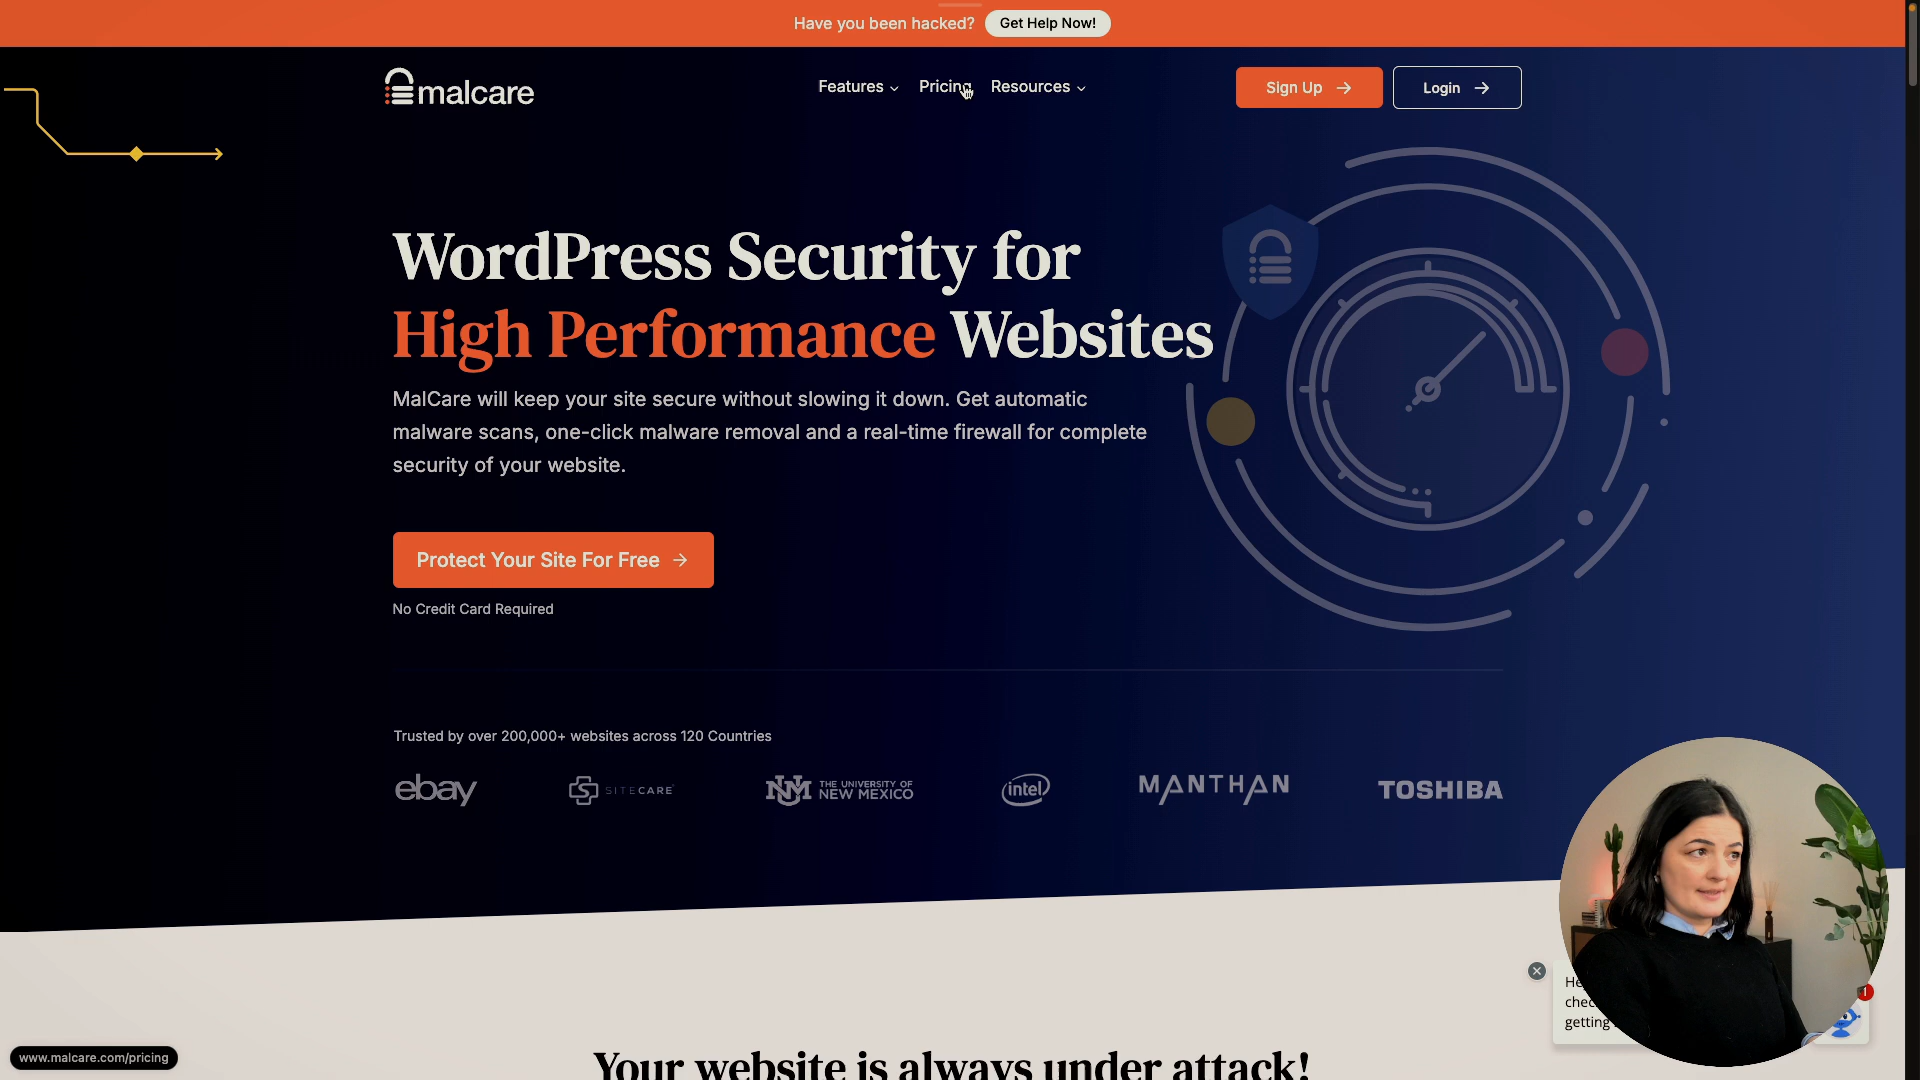 Have you been hacked? Get Help Now!
malcare
Features Pricing Resources
Sign Up
Login
WordPress Security for
High Performance Websites
MalCare will keep your site secure without slowing it down. Get automatic
malware scans, one-click malware removal and a real-time firewall for complete
security of your website.
Protect Your Site For Free
No Credit Card Required
Trusted by over 200,000+ websites across 120 Countries
ebay
SITECARE
THE UNIVERSITY OF
NEW MEXICO
intel
MANTHAN
TOSHIBA
getting
1
www.malcare.com/pricing
Your website is always under attack!